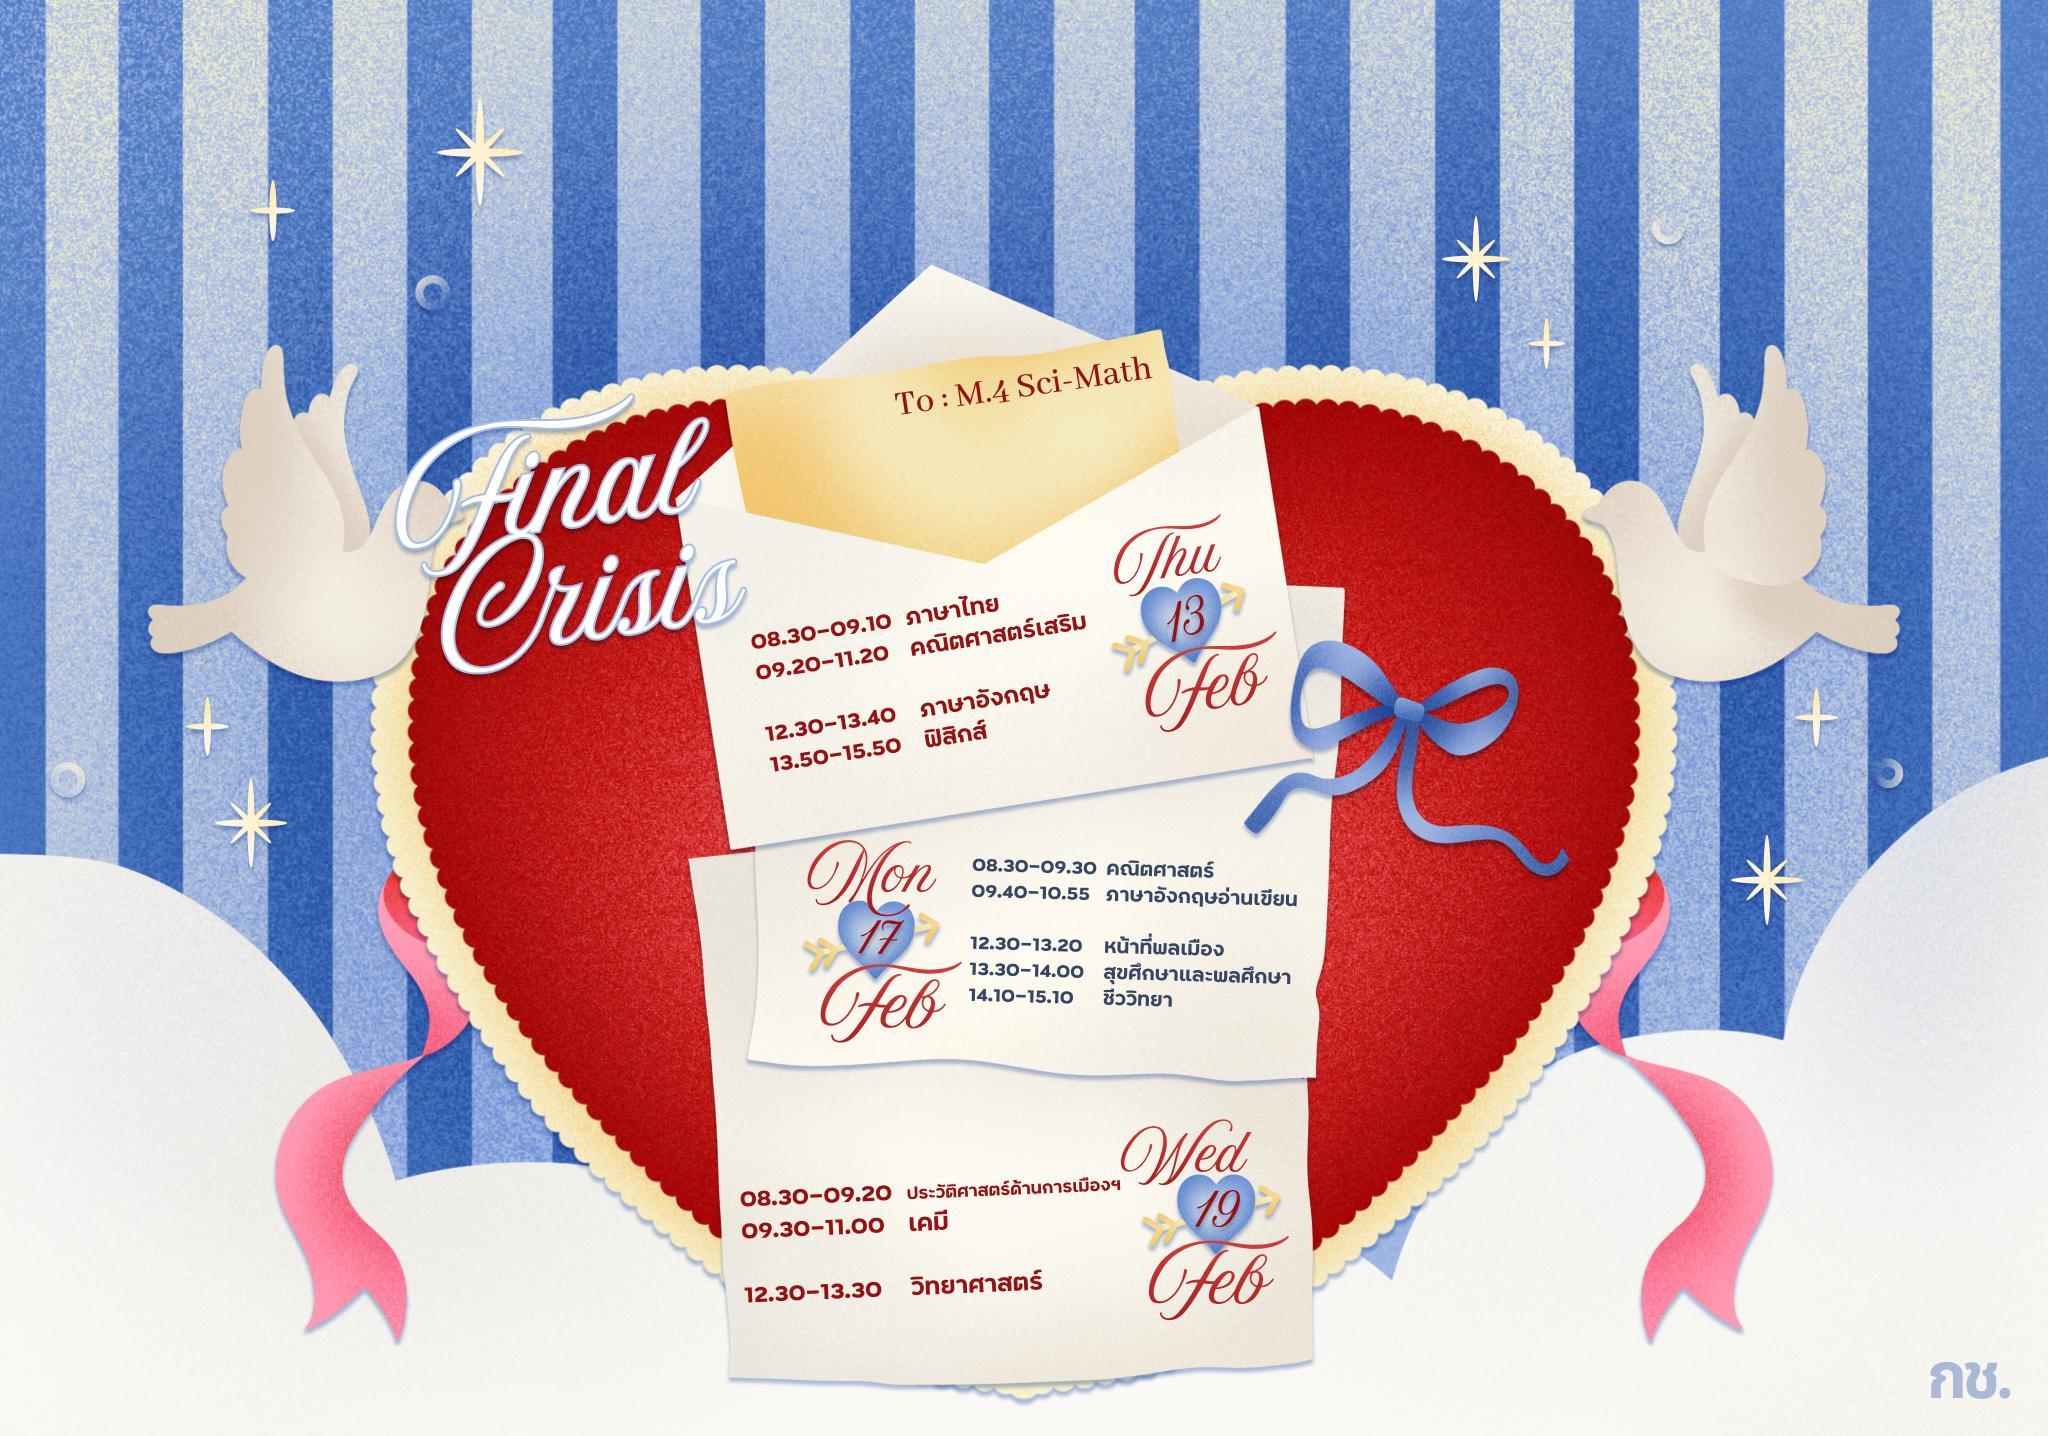 Final
Crisis
To : M.4 Sci-Math
Thu
13
Feb
08.30-09.10 ภาษาไทย
09.20-11.20 คณิตศาสตร์เสริม
12.30-13.40 ภาษาอังกฤษ
13.50-15.50 ฟิสิกส์
Mon
17
Feb
08.30-09.30 คณิตศาสตร์
09.40-10.55 ภาษาอังกฤษอ่านเขียน
12.30-13.20 หน้าที่พลเมือง
13.30-14.00 สุขศึกษาและพลศึกษา
14.10-15.10 ชีววิทยา
Wed
19
Feb
08.30-09.20 ประวัติศาสตร์ด้านการเมืองฯ
09.30-11.00 เคมี
12.30-13.30 วิทยาศาสตร์
กช.